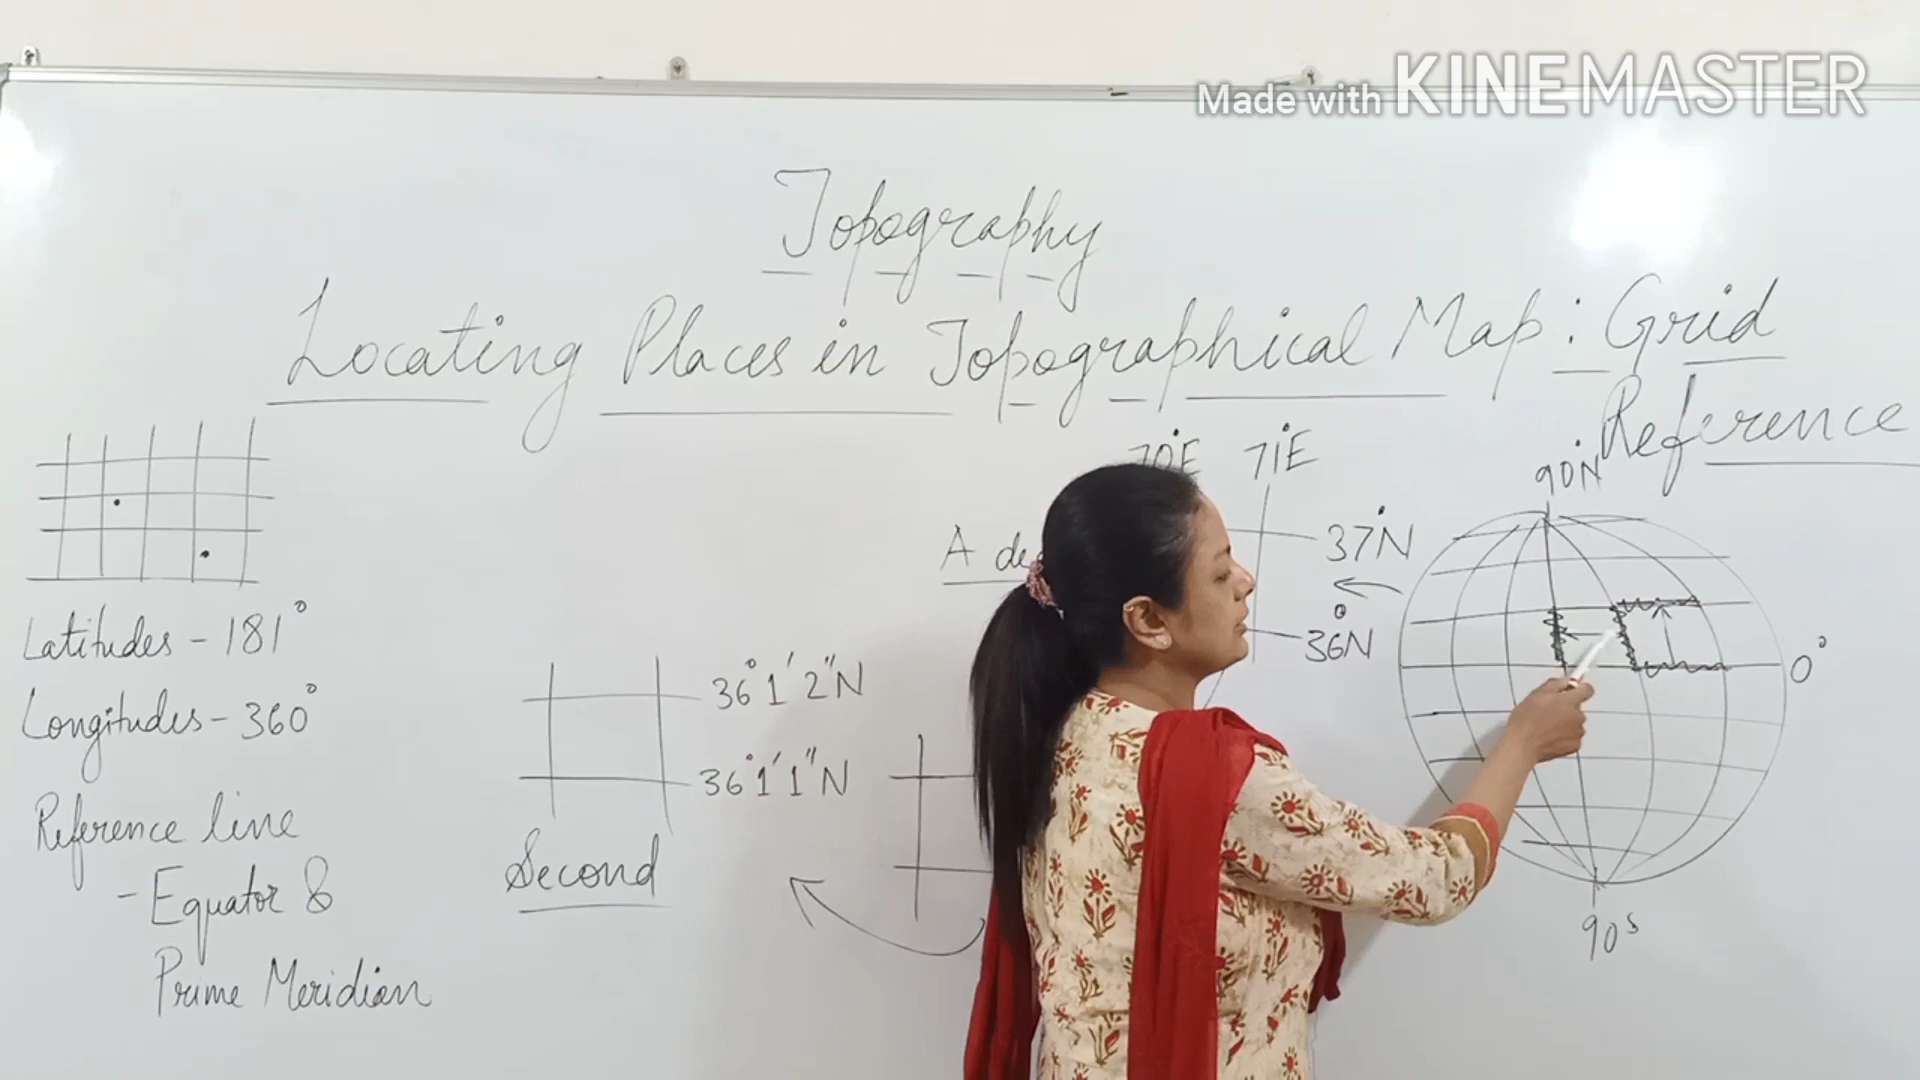 Made with KINEMASTER
Topography
Locating Places in Topographical Map : Grid
Reference
70°E 71°E
90°N
A
37°N
36°N
0°
90s
Latitudes - 181°
Longitudes - 360°
Reference line
- Equator &
Prime Meridian
36°1'2"N
36°1'1"N
Second